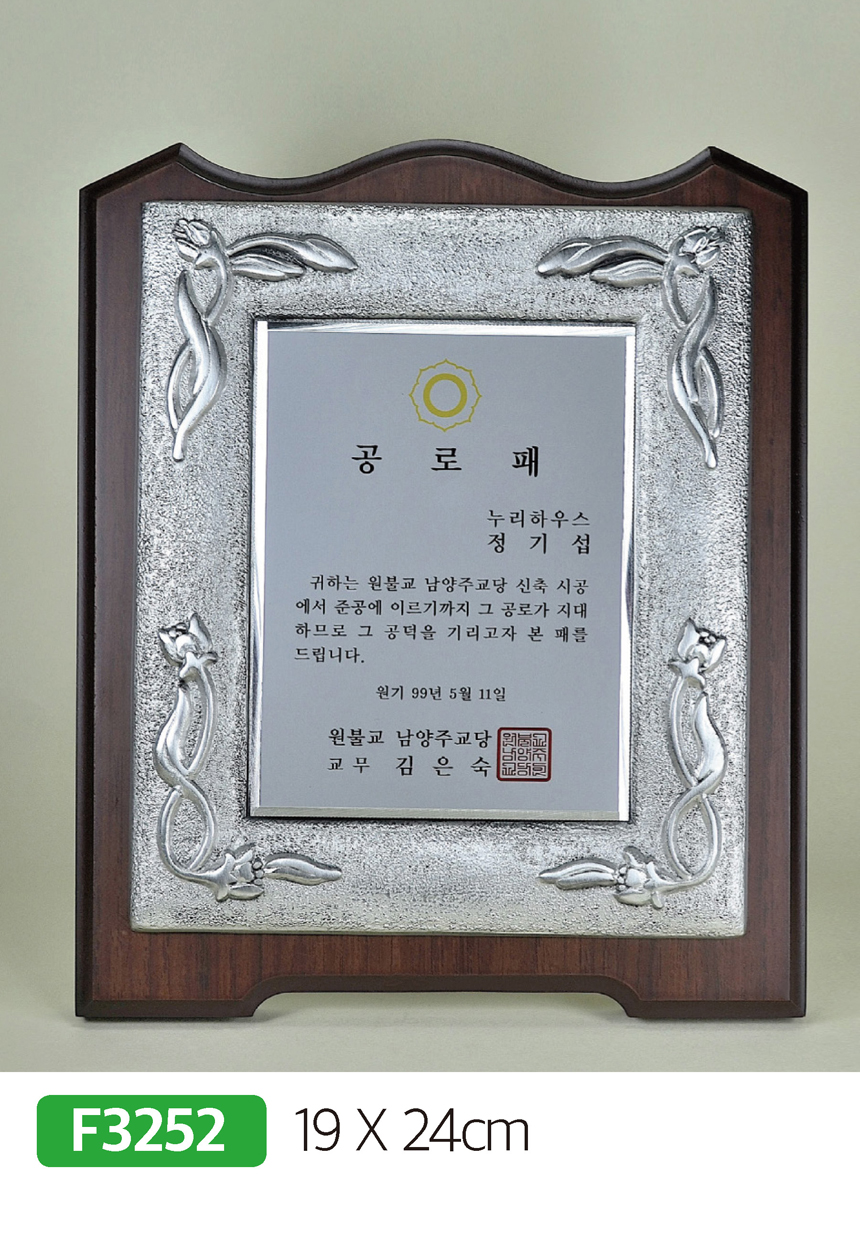 공 로 패
누리하우스
정 기 섭
귀하는 원불교 남양주교당 신축 시공
에서 준공에 이르기까지 그 공로가 지대
하므로 그 공덕을 기리고자 본 패를
드립니다.
원기 99년 5월 11일
원불교 남양주교당
교무 김 은 숙
F3252 19 X 24cm